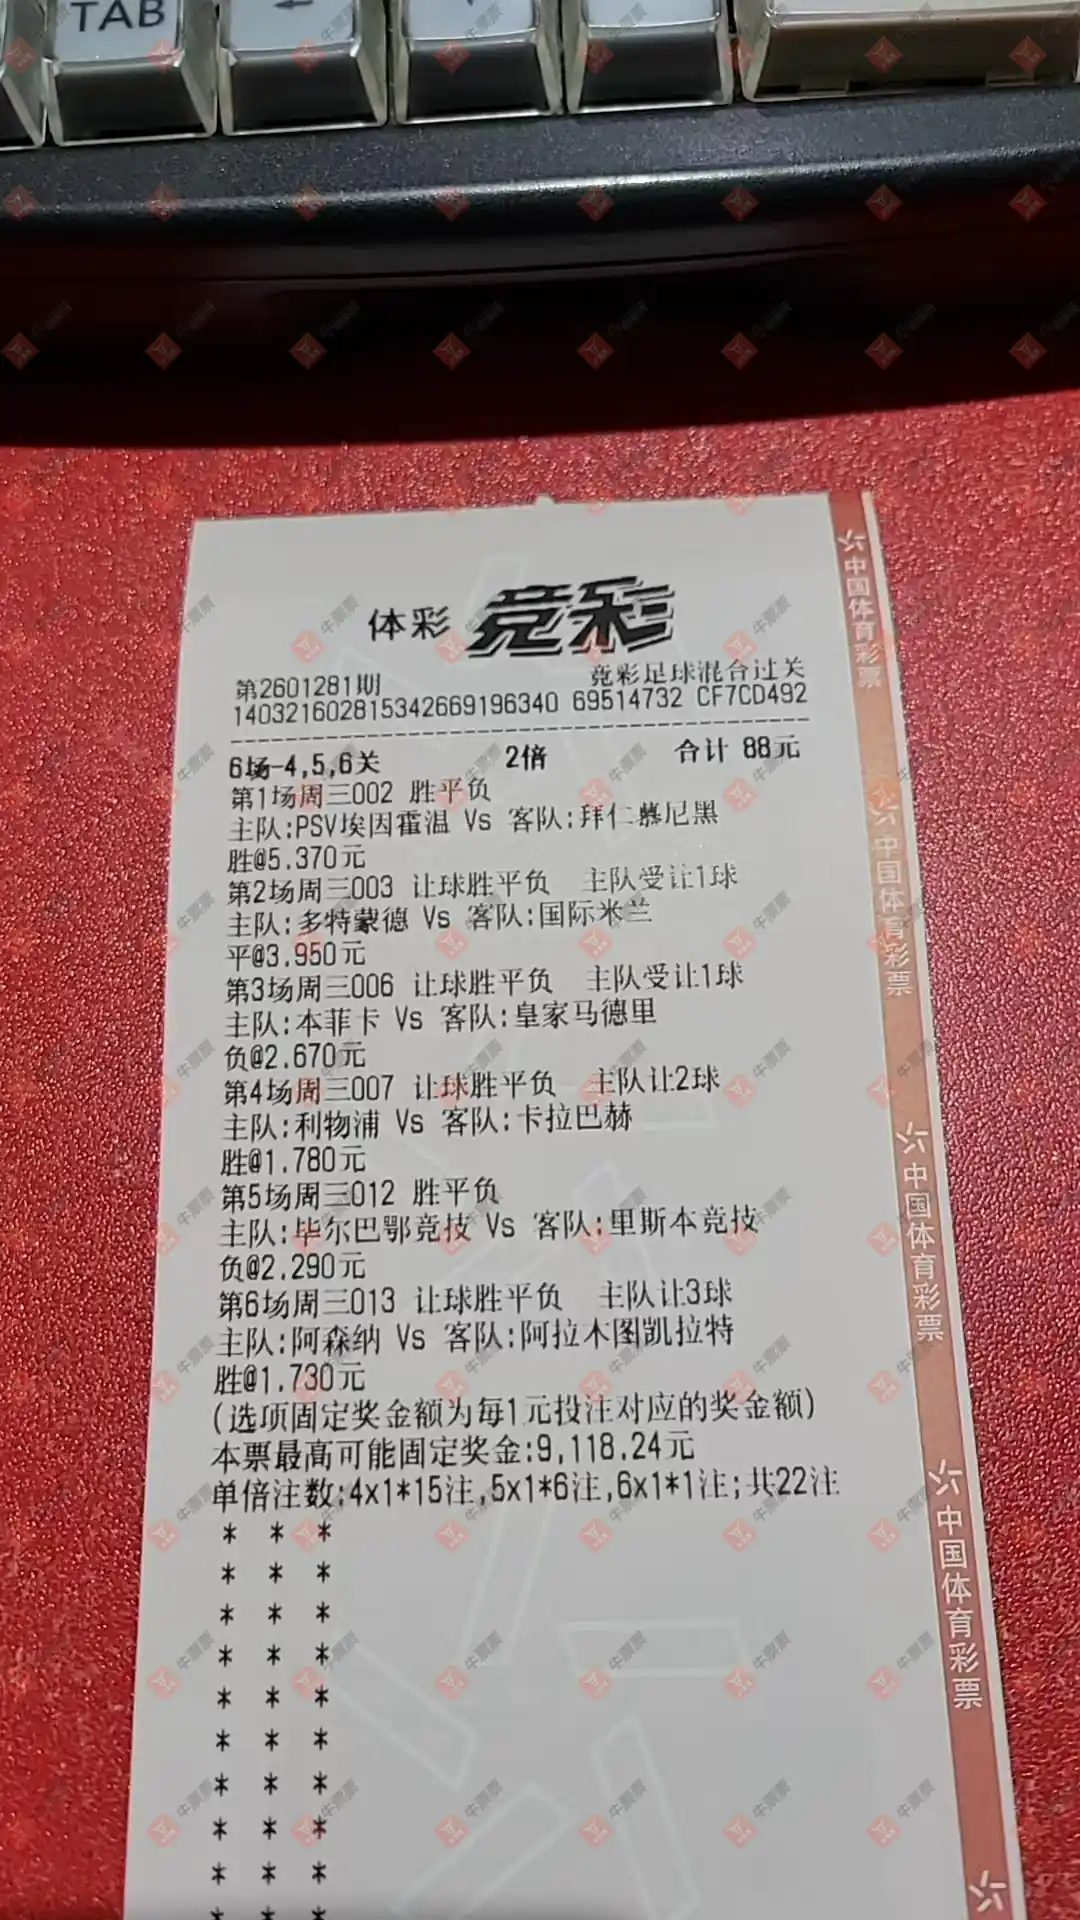 TAB
体彩 竞彩
第2601281期 竞彩足球混合过关
140321602815342669196340 69514732 CF7CD492
6场-4,5,6关 2倍 合计 88元
第1场周三002 胜平负
主队:PSV埃因霍温 Vs 客队:拜仁慕尼黑
胜@5.370元
第2场周三003 让球胜平负 主队受让1球
主队:多特蒙德 Vs 客队:国际米兰
平@3.950元
第3场周三006 让球胜平负 主队受让1球
主队:本菲卡 Vs 客队:皇家马德里
负@2.670元
第4场周三007 让球胜平负 主队让2球
主队:利物浦 Vs 客队:卡拉巴赫
胜@1.780元
第5场周三012 胜平负
主队:毕尔巴鄂竞技 Vs 客队:里斯本竞技
负@2.290元
第6场周三013 让球胜平负 主队让3球
主队:阿森纳 Vs 客队:阿拉木图凯拉特
胜@1.730元
(选项固定奖金额为每1元投注对应的奖金额)
本票最高可能固定奖金:9,118.24元
单倍注数:4x1*15注,5x1*6注,6x1*1注;共22注
中国体育彩票
中国体育彩票
中国体育彩票
中国体育彩票
牛票票